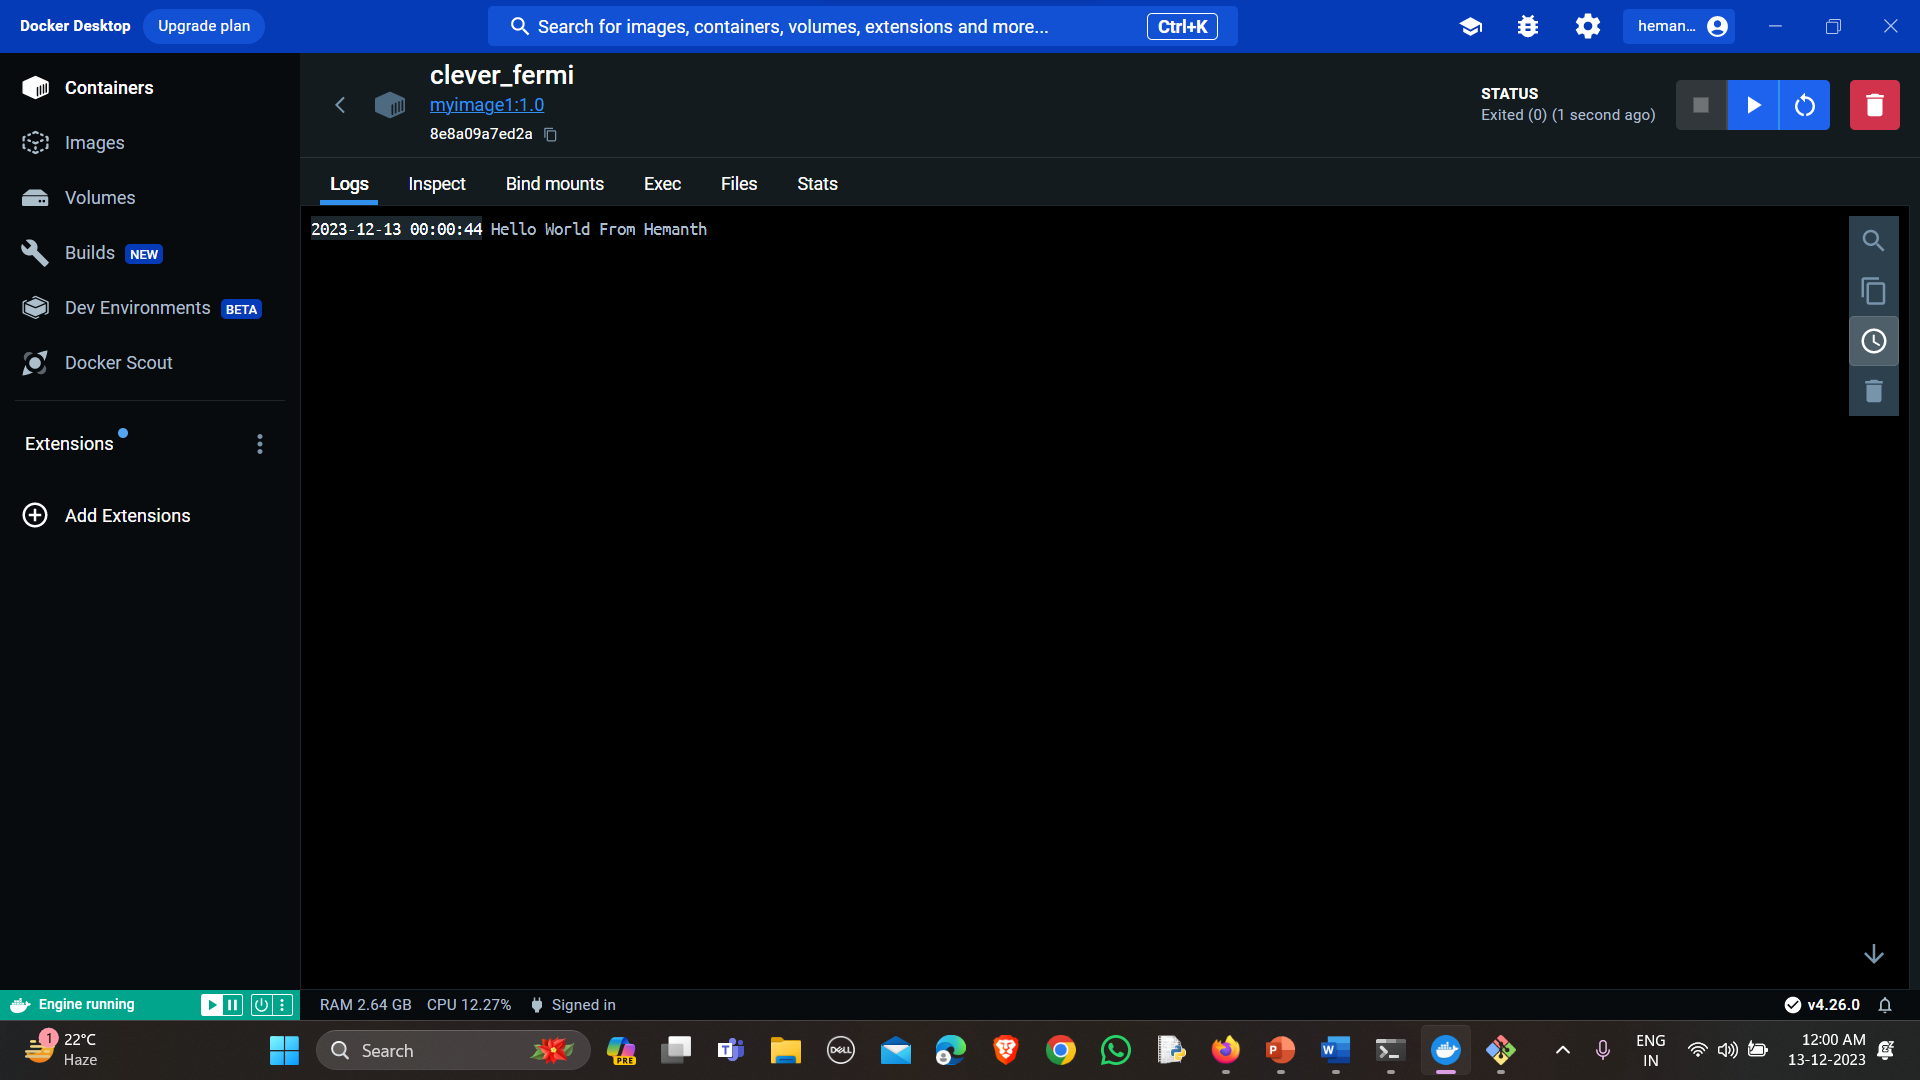 Docker Desktop
Upgrade plan
Search for images, containers, volumes, extensions and more...
Ctrl+K
heman...
Containers
Images
Volumes
Builds NEW
Dev Environments BETA
Docker Scout
Extensions
Add Extensions
clever_fermi
myimage1:1.0
8e8a09a7ed2a
STATUS
Exited (0) (1 second ago)
Logs
Inspect
Bind mounts
Exec
Files
Stats
2023-12-13 00:00:44 Hello World From Hemanth
Engine running
RAM 2.64 GB
CPU 12.27%
Signed in
v4.26.0
1
22°C
Haze
Search
PRE
DELL
ENG
IN
12:00 AM
13-12-2023